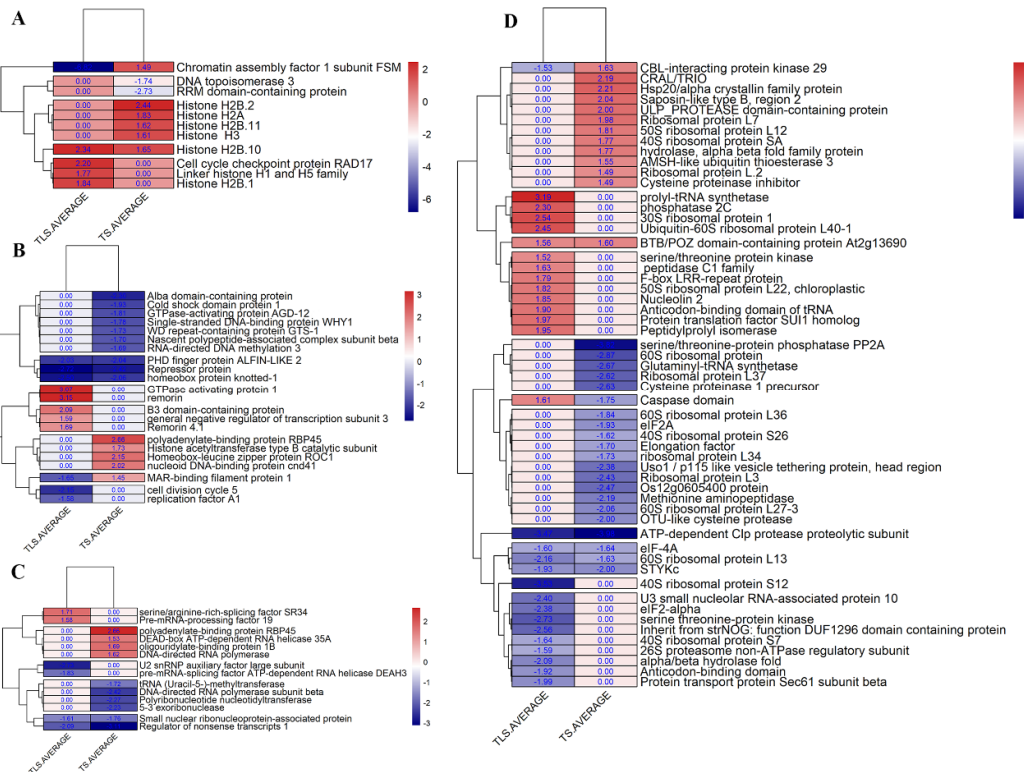 A
1.49 Chromatin assembly factor 1 subunit FSM
0.00 -1.74 DNA topoisomerase 3
0.00 -2.73 RRM domain-containing protein
0.00 2.44 Histone H2B.2
0.00 1.83 Histone H2A
0.00 1.62 Histone H2B.11
0.00 1.61 Histone H3
2.34 1.65 Histone H2B.10
2.20 0.00 Cell cycle checkpoint protein RAD17
1.77 0.00 Linker histone H1 and H5 family
1.84 0.00 Histone H2B.1
TLS.AVERAGE TS.AVERAGE
2
0
-2
-4
-6
B
0.00 Alba domain-containing protein
0.00 -1.93 Cold shock domain protein 1
0.00 -1.81 GTPase-activating protein AGD-12
0.00 -1.78 Single-stranded DNA-binding protein WHY1
0.00 -1.73 WD repeat-containing protein GTS-1
0.00 -1.70 Nascent polypeptide-associated complex subunit beta
0.00 -1.69 RNA-directed DNA methylation 3
-2.03 -2.04 PHD finger protein ALFIN-LIKE 2
Repressor protein
homeobox protein knotted-1
3.07 0.00 GTPase activating protein 1
3.15 0.00 remorin
2.09 0.00 B3 domain-containing protein
1.59 0.00 general negative regulator of transcription subunit 3
1.69 0.00 Remorin 4.1
0.00 2.66 polyadenylate-binding protein RBP45
0.00 1.73 Histone acetyltransferase type B catalytic subunit
0.00 2.15 Homeobox-leucine zipper protein ROC1
0.00 2.02 nucleoid DNA-binding protein cnd41
-1.65 1.45 MAR-binding filament protein 1
0.00 cell division cycle 5
-1.58 0.00 replication factor A1
TLS.AVERAGE TS.AVERAGE
3
2
1
0
-1
-2
C
1.71 0.00 serine/arginine-rich-splicing factor SR34
1.58 0.00 Pre-mRNA-processing factor 19
0.00 2.66 polyadenylate-binding protein RBP45
0.00 1.53 DEAD-box ATP-dependent RNA helicase 35A
0.00 1.69 oligouridylate-binding protein 1B
0.00 1.62 DNA-directed RNA polymerase
0.00 U2 snRNP auxiliary factor large subunit
-1.83 0.00 pre-mRNA-splicing factor ATP-dependent RNA helicase DEAH3
0.00 -1.72 tRNA (Uracil-5-)-methyltransferase
0.00 DNA-directed RNA polymerase subunit beta
0.00 -2.27 Polyribonucleotide nucleotidyltransferase
0.00 -2.23 5-3 exoribonuclease
-1.61 -1.76 Small nuclear ribonucleoprotein-associated protein
-2.09 Regulator of nonsense transcripts 1
TLS.AVERAGE TS.AVERAGE
2
1
0
-1
-2
-3
D
-1.53 1.63 CBL-interacting protein kinase 29
0.00 2.19 CRAL/TRIO
0.00 2.21 Hsp20/alpha crystallin family protein
0.00 2.04 Saposin-like type B, region 2
0.00 2.00 ULP_PROTEASE domain-containing protein
0.00 1.98 Ribosomal protein L7
0.00 1.81 50S ribosomal protein L12
0.00 1.77 40S ribosomal protein SA
0.00 1.77 hydrolase, alpha beta fold family protein
0.00 1.55 AMSH-like ubiquitin thioesterase 3
0.00 1.49 Ribosomal L.2
0.00 1.49 Cysteine proteinase inhibitor
3.19 0.00 prolyl-tRNA synthetase
2.30 0.00 phosphatase 2C
2.54 0.00 30S ribosomal protein 1
2.45 0.00 Ubiquitin-60S ribosomal protein L40-1
1.56 1.60 BTB/POZ domain-containing protein At2g13690
1.52 0.00 serine/threonine protein kinase
1.63 0.00 peptidase C1 family
1.79 0.00 F-box LRR-repeat protein
1.82 0.00 50S ribosomal protein L22, chloroplastic
1.85 0.00 Nucleolin 2
1.90 0.00 Anticodon-binding domain of tRNA
1.97 0.00 Protein translation factor SUI1 homolog
1.95 0.00 Peptidylprolyl isomerase
0.00 serine/threonine-protein phosphatase PP2A
0.00 -2.87 60S ribosomal protein
0.00 -2.67 Glutaminyl-tRNA synthetase
0.00 -2.62 Ribosomal protein L37
0.00 -2.63 Cysteine proteinase 1 precursor
1.61 -1.75 Caspase domain
0.00 -1.84 60S ribosomal protein L36
0.00 -1.93 eIF2A
0.00 -1.62 40S ribosomal protein S26
0.00 -1.70 Elongation factor
0.00 -1.73 ribosomal protein L34
0.00 -2.38 Uso1 / p115 like vesicle tethering protein, head region
0.00 -2.43 Ribosomal protein L3
0.00 -2.47 Os12g0605400 protein
0.00 -2.19 Methionine aminopeptidase
0.00 -2.06 60S ribosomal protein L27-3
0.00 -2.00 OTU-like cysteine protease
ATP-dependent Clp protease proteolytic subunit
-1.60 -1.64 eIF-4A
-2.16 -1.63 60S ribosomal protein L13
-1.93 -2.00 STYKc
0.00 40S ribosomal protein S12
-2.40 0.00 U3 small nucleolar RNA-associated protein 10
-2.38 0.00 eIF2-alpha
-2.73 0.00 serine threonine-protein kinase
-2.56 0.00 Inherit from strNOG: function DUF1296 domain containing protein
-1.64 0.00 40S ribosomal protein S7
-1.59 0.00 26S proteasome non-ATPase regulatory subunit
-2.09 0.00 alpha/beta hydrolase fold
-1.92 0.00 Anticodon-binding domain
-1.99 0.00 Protein transport protein Sec61 subunit beta
TLS.AVERAGE TS.AVERAGE